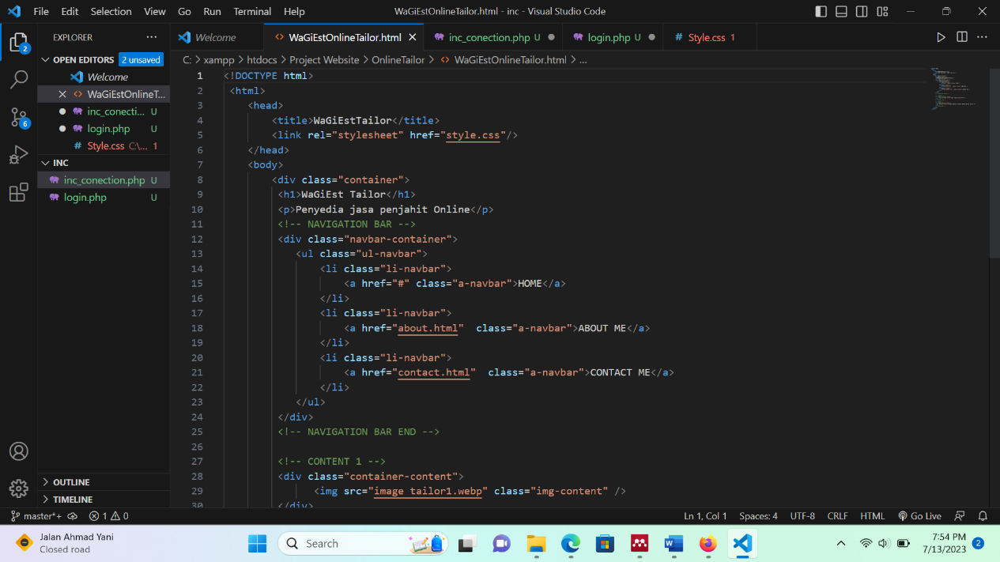 File Edit Selection View Go Run Terminal Help
WaGiEstOnlineTailor.html - inc - Visual Studio Code
EXPLORER
Welcome
WaGiEstOnlineTailor.html
inc_conection.php U
login.php U
# Style.css 1
OPEN EDITORS 2 unsaved
C: > xampp > htdocs > Project Website > OnlineTailor > <> WaGiEstOnlineTailor.html > ...
Welcome
<> WaGiEstOnlineT...
inc_conecti... U
login.php U
# Style.css C:\... 1
INC
inc_conection.php U
login.php U
2
6
1 <!DOCTYPE html>
2 <html>
3 <head>
4 <title>WaGiEstTailor</title>
5 <link rel="stylesheet" href="style.css"/>
6 </head>
7 <body>
8 <div class="container">
9 <h1>WaGiEst Tailor</h1>
10 <p>Penyedia jasa penjahit Online</p>
11 <!-- NAVIGATION BAR -->
12 <div class="navbar-container">
13 <ul class="ul-navbar">
14 <li class="li-navbar">
15 <a href="#" class="a-navbar">HOME</a>
16 </li>
17 <li class="li-navbar">
18 <a href="about.html"  class="a-navbar">ABOUT ME</a>
19 </li>
20 <li class="li-navbar">
21 <a href="contact.html"  class="a-navbar">CONTACT ME</a>
22 </li>
23 </ul>
24 </div>
25 <!-- NAVIGATION BAR END -->
26
27 <!-- CONTENT 1 -->
28 <div class="container-content">
29 <img src="image tailor1.webp" class="img-content" />
30 </div>
OUTLINE
TIMELINE
master*+ 1 0
Ln 1, Col 1 Spaces: 4 UTF-8 CRLF HTML Go Live
Jalan Ahmad Yani
Closed road
Search
7:54 PM
7/13/2023
2